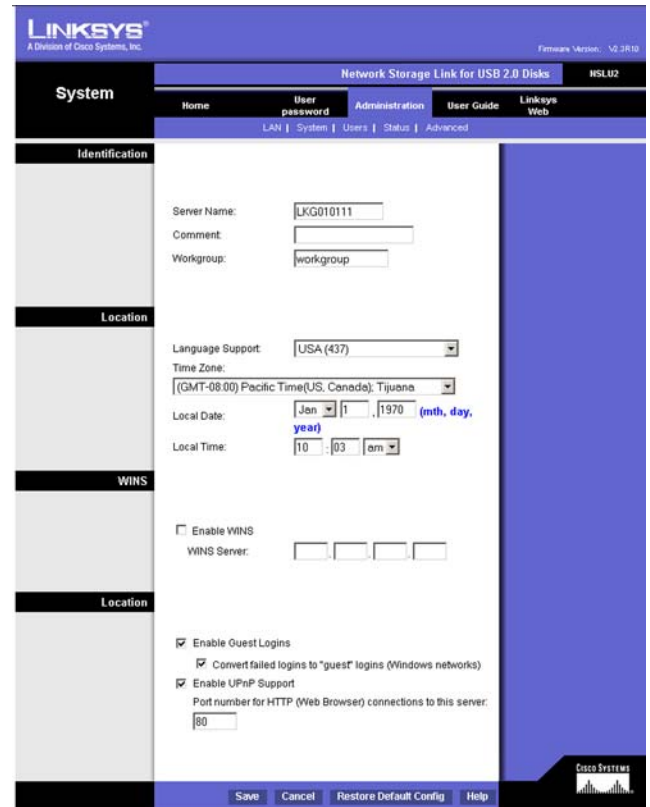 LINKSYS®
A Division of Cisco Systems, Inc.
Firmware Version: V2.3R10
Network Storage Link for USB 2.0 Disks
NSLU2
System
Home
User password
Administration
User Guide
Linksys Web
LAN | System | Users | Status | Advanced
Identification
Server Name: LKG010111
Comment:
Workgroup: workgroup
Location
Language Support: USA (437)
Time Zone:
(GMT-08:00) Pacific Time(US, Canada); Tijuana
Local Date: Jan 1 , 1970 (mth, day, year)
Local Time: 10 : 03 am
WINS
Enable WINS
WINS Server: . . .
Location
Enable Guest Logins
Convert failed logins to "guest" logins (Windows networks)
Enable UPnP Support
Port number for HTTP (Web Browser) connections to this server:
80
Save Cancel Restore Default Config Help
CISCO SYSTEMS